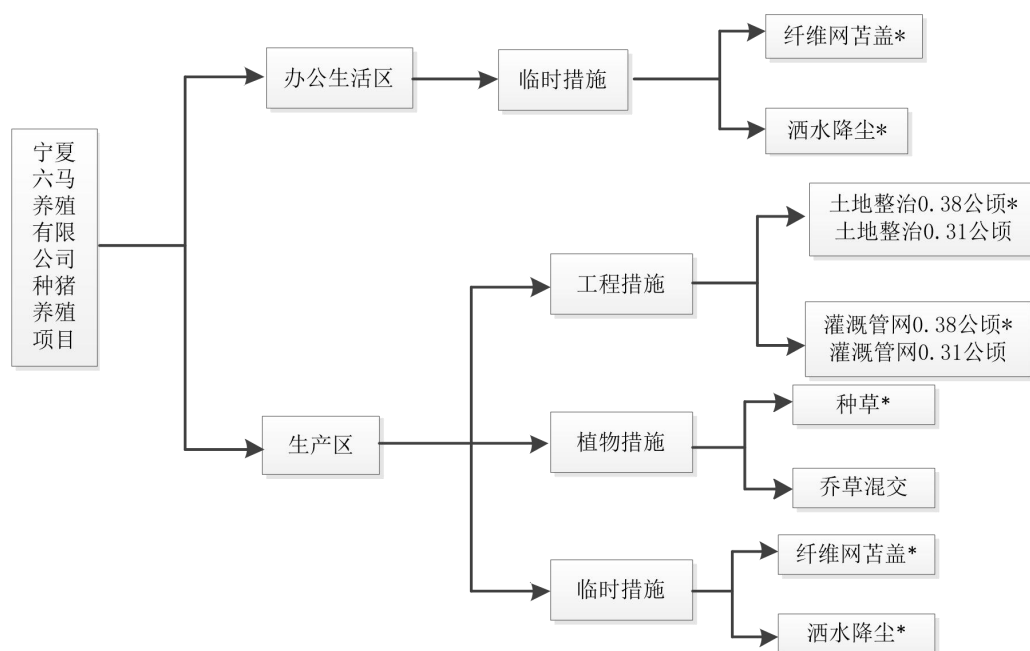 宁夏
六马
养殖
有限
公司
种猪
养殖
项目
办公生活区
临时措施
纤维网苫盖*
洒水降尘*
生产区
工程措施
土地整治0.38公顷*
土地整治0.31公顷
灌溉管网0.38公顷*
灌溉管网0.31公顷
植物措施
种草*
乔草混交
临时措施
纤维网苫盖*
洒水降尘*